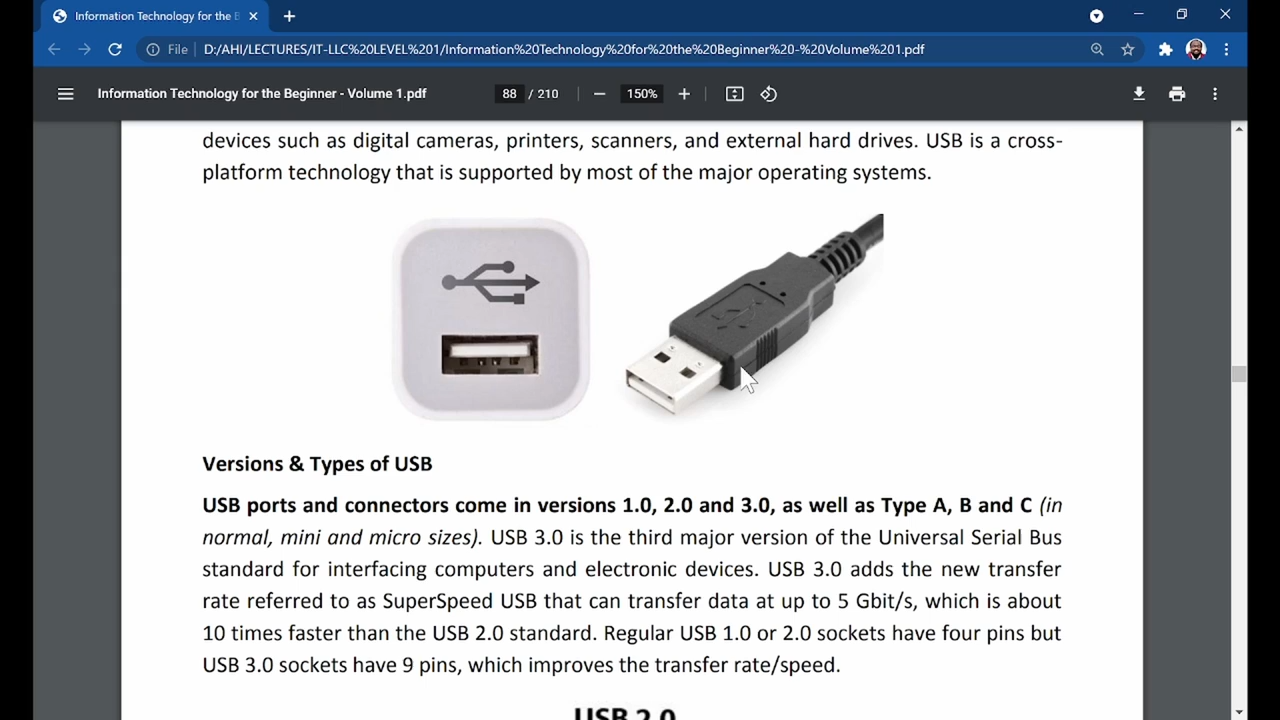 Information Technology for the B
File
D:/AHI/LECTURES/IT-LLC%20LEVEL%201/Information%20Technology%20for%20the%20Beginner%20-%20Volume%201.pdf
Information Technology for the Beginner - Volume 1.pdf
88 / 210
150%
devices such as digital cameras, printers, scanners, and external hard drives. USB is a cross-
platform technology that is supported by most of the major operating systems.
Versions & Types of USB
USB ports and connectors come in versions 1.0, 2.0 and 3.0, as well as Type A, B and C (in
normal, mini and micro sizes). USB 3.0 is the third major version of the Universal Serial Bus
standard for interfacing computers and electronic devices. USB 3.0 adds the new transfer
rate referred to as SuperSpeed USB that can transfer data at up to 5 Gbit/s, which is about
10 times faster than the USB 2.0 standard. Regular USB 1.0 or 2.0 sockets have four pins but
USB 3.0 sockets have 9 pins, which improves the transfer rate/speed.
USB 2.0